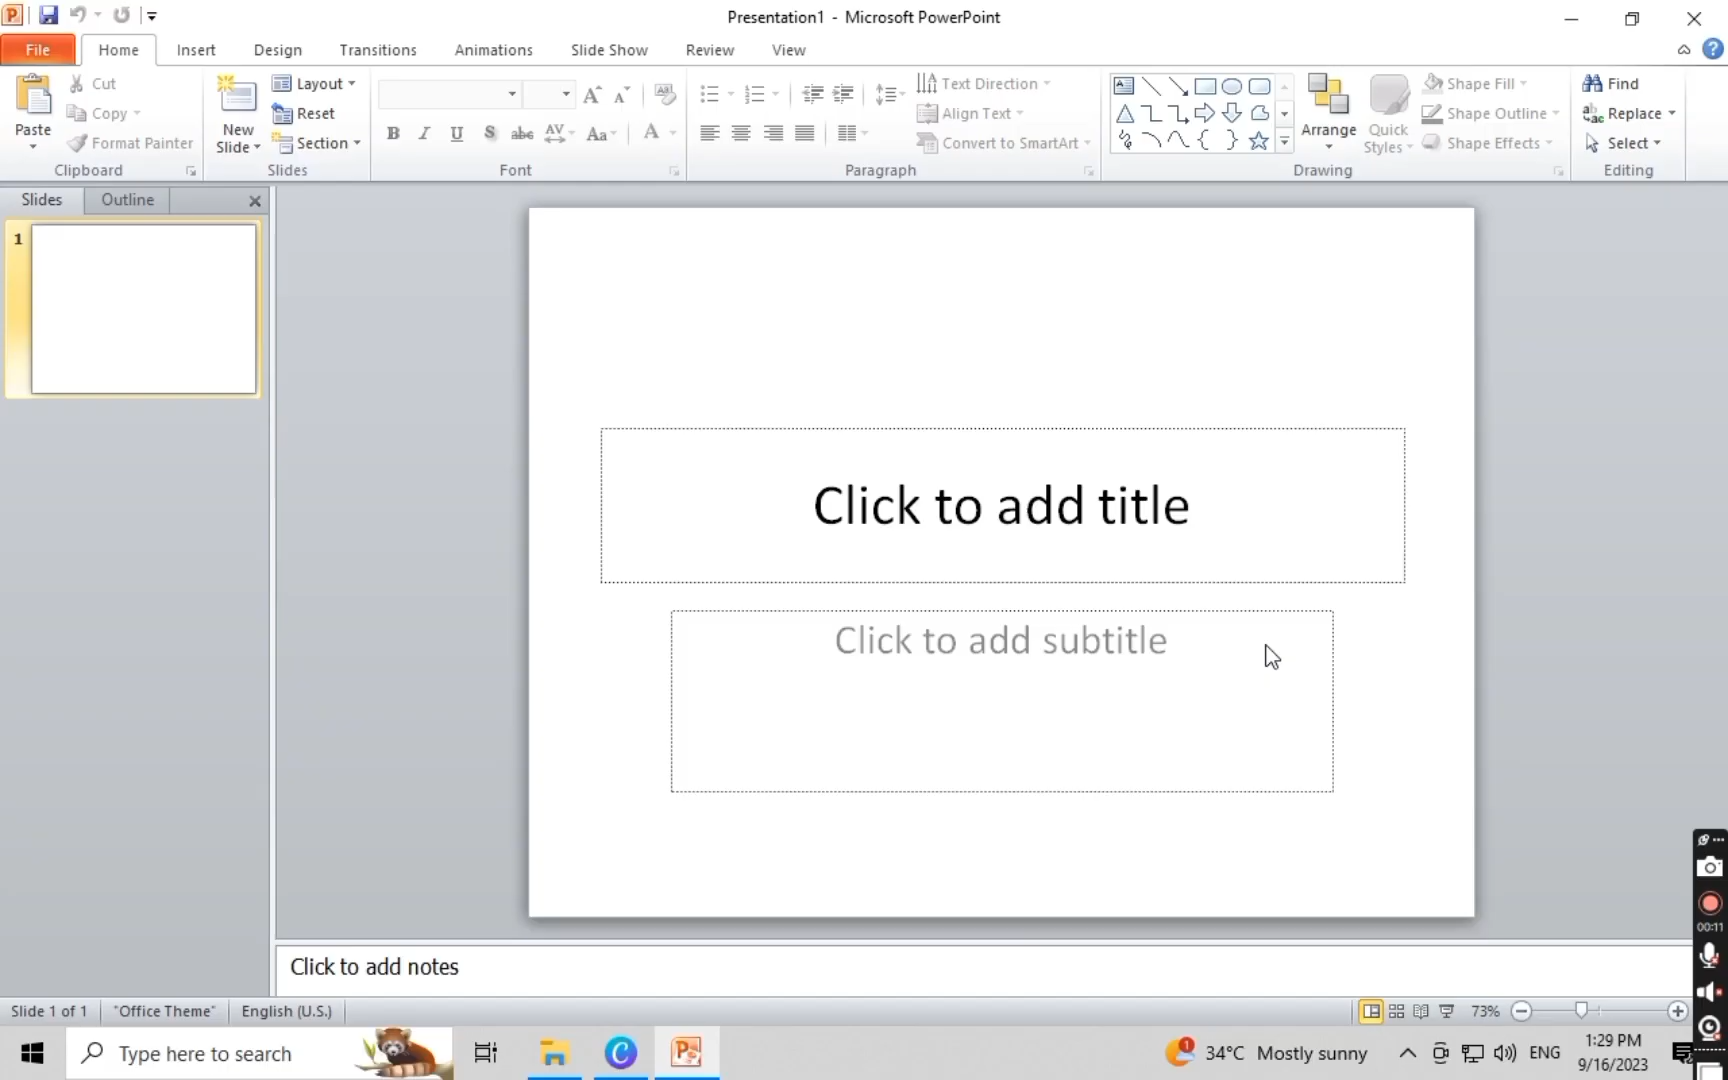 Presentation1 - Microsoft PowerPoint
File Home Insert Design Transitions Animations Slide Show Review View
Paste
Cut
Copy
Format Painter
Clipboard
New
Slide
Layout
Reset
Section
Slides
B I U S abc AV Aa A
Font
Text Direction
Align Text
Convert to SmartArt
Paragraph
Arrange
Quick
Styles
Shape Fill
Shape Outline
Shape Effects
Drawing
Find
Replace
Select
Editing
Slides Outline
1
Click to add title
Click to add subtitle
Click to add notes
00:11
Slide 1 of 1 "Office Theme" English (U.S.) 73%
Type here to search
1 34°C Mostly sunny ENG
1:29 PM
9/16/2023